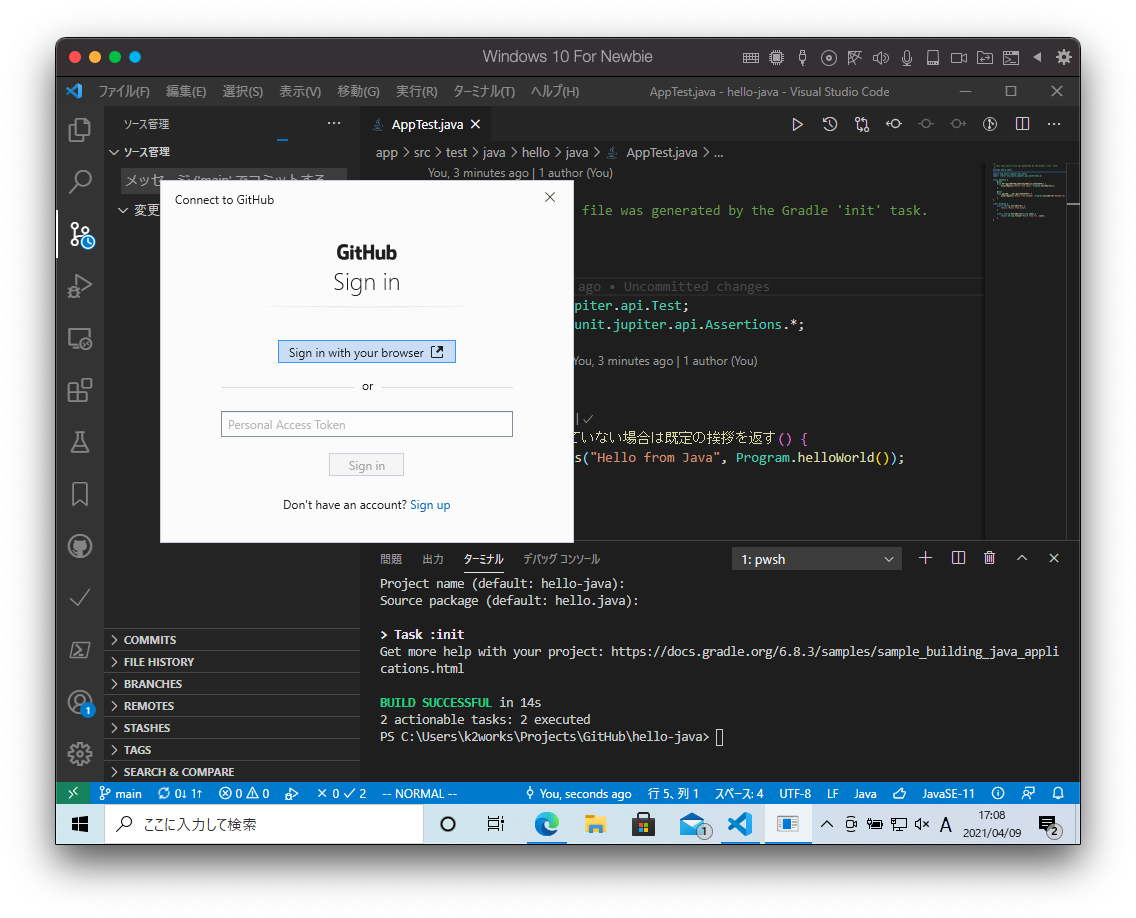 Windows 10 For Newbie
ファイル(F) 編集(E) 選択(S) 表示(V) 移動(G) 実行(R) ターミナル(T) ヘルプ(H) AppTest.java - hello-java - Visual Studio Code
ソース管理 ...
AppTest.java
ソース管理
app > src > test > java > hello > java > AppTest.java > ...
メッセージ ('main' でコミットする
You, 3 minutes ago | 1 author (You)
変更
Connect to GitHub
file was generated by the Gradle 'init' task.
GitHub
Sign in
ago • Uncommitted changes
piter.api.Test;
unit.jupiter.api.Assertions.*;
Sign in with your browser
You, 3 minutes ago | 1 author (You)
or
Personal Access Token
ていない場合は既定の挨拶を返す() {
s("Hello from Java", Program.helloWorld());
Sign in
Don't have an account? Sign up
問題 出力 ターミナル デバッグ コンソール 1: pwsh
Project name (default: hello-java):
Source package (default: hello.java):
> Task :init
Get more help with your project: https://docs.gradle.org/6.8.3/samples/sample_building_java_appli
cations.html
BUILD SUCCESSFUL in 14s
2 actionable tasks: 2 executed
PS C:\Users\k2works\Projects\GitHub\hello-java>
COMMITS
FILE HISTORY
BRANCHES
REMOTES
STASHES
TAGS
SEARCH & COMPARE
1
main 0↓ 1↑ 0 0 0 2 -- NORMAL -- You, seconds ago 行 5、列 1 スペース: 4 UTF-8 LF Java JavaSE-11
ここに入力して検索
1
A
17:08
2021/04/09
2